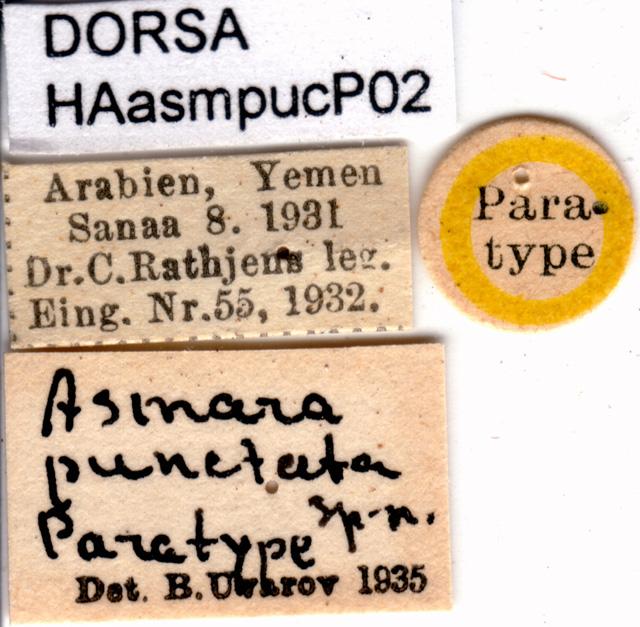 DORSA
HAasmpucP02
Arabien, Yemen
Sanaa 8. 1931
Dr.C.Rathjens leg.
Eing. Nr.55, 1932.
Para-
type
Asmara
punctata
sp-n.
Paratype
Det. B.Uvarov 1935